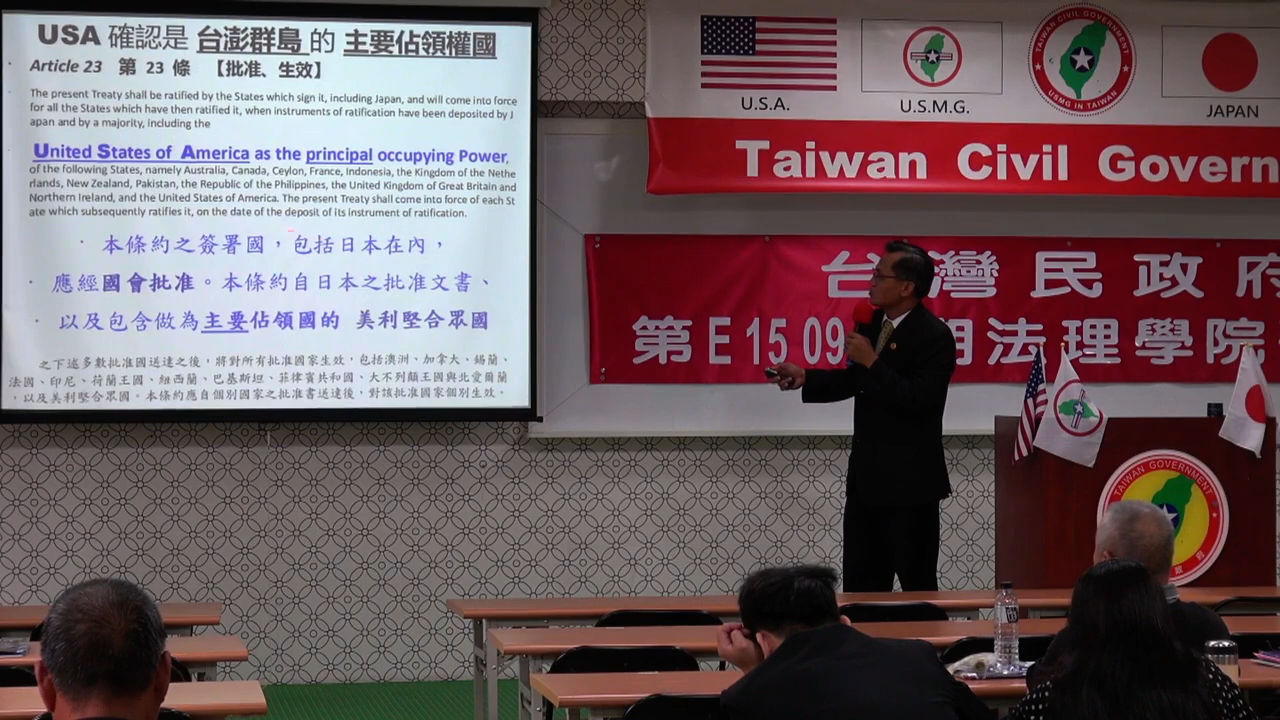 USA 確認是 台澎群島 的 主要佔領權國
Article 23 第 23 條 【批准、生效】
The present Treaty shall be ratified by the States which sign it, including Japan, and will come into force
for all the States which have then ratified it, when instruments of ratification have been deposited by J
apan and by a majority, including the
United States of America as the principal occupying Power,
of the following States, namely Australia, Canada, Ceylon, France, Indonesia, the Kingdom of the Nethe
rlands, New Zealand, Pakistan, the Republic of the Philippines, the United Kingdom of Great Britain and
Northern Ireland, and the United States of America. The present Treaty shall come into force of each St
ate which subsequently ratifies it, on the date of the deposit of its instrument of ratification.
· 本條約之簽署國，包括日本在內，
· 應經國會批准。本條約自日本之批准文書、
· 以及包含做為主要佔領國的 美利堅合眾國
之下述多數批准國送達之後，將對所有批准國家生效，包括澳洲、加拿大、錫蘭、
法國、印尼、荷蘭王國、紐西蘭、巴基斯坦、菲律賓共和國、大不列顛王國與北愛爾蘭
，以及美利堅合眾國。本條約應自個別國家之批准書送達後，對該批准國家個別生效。
U.S.A.
U.S.M.G.
TAIWAN CIVIL GOVERNMENT
USMG IN TAIWAN
JAPAN
Taiwan Civil Govern
台灣民政府
第E1509 期法理學院
TAIWAN GOVERNMENT
政府